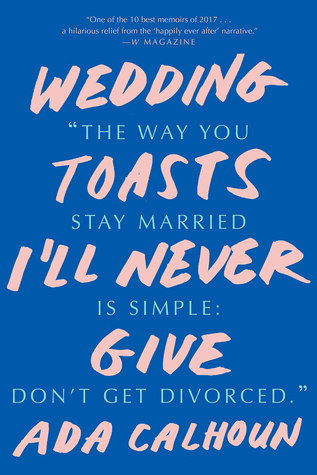 “One of the 10 best memoirs of 2017 . . .
a hilarious relief from the ‘happily ever after’ narrative.”
—W MAGAZINE
WEDDING
“THE WAY YOU
TOASTS
STAY MARRIED
I'LL NEVER
IS SIMPLE:
GIVE
DON'T GET DIVORCED.”
ADA CALHOUN